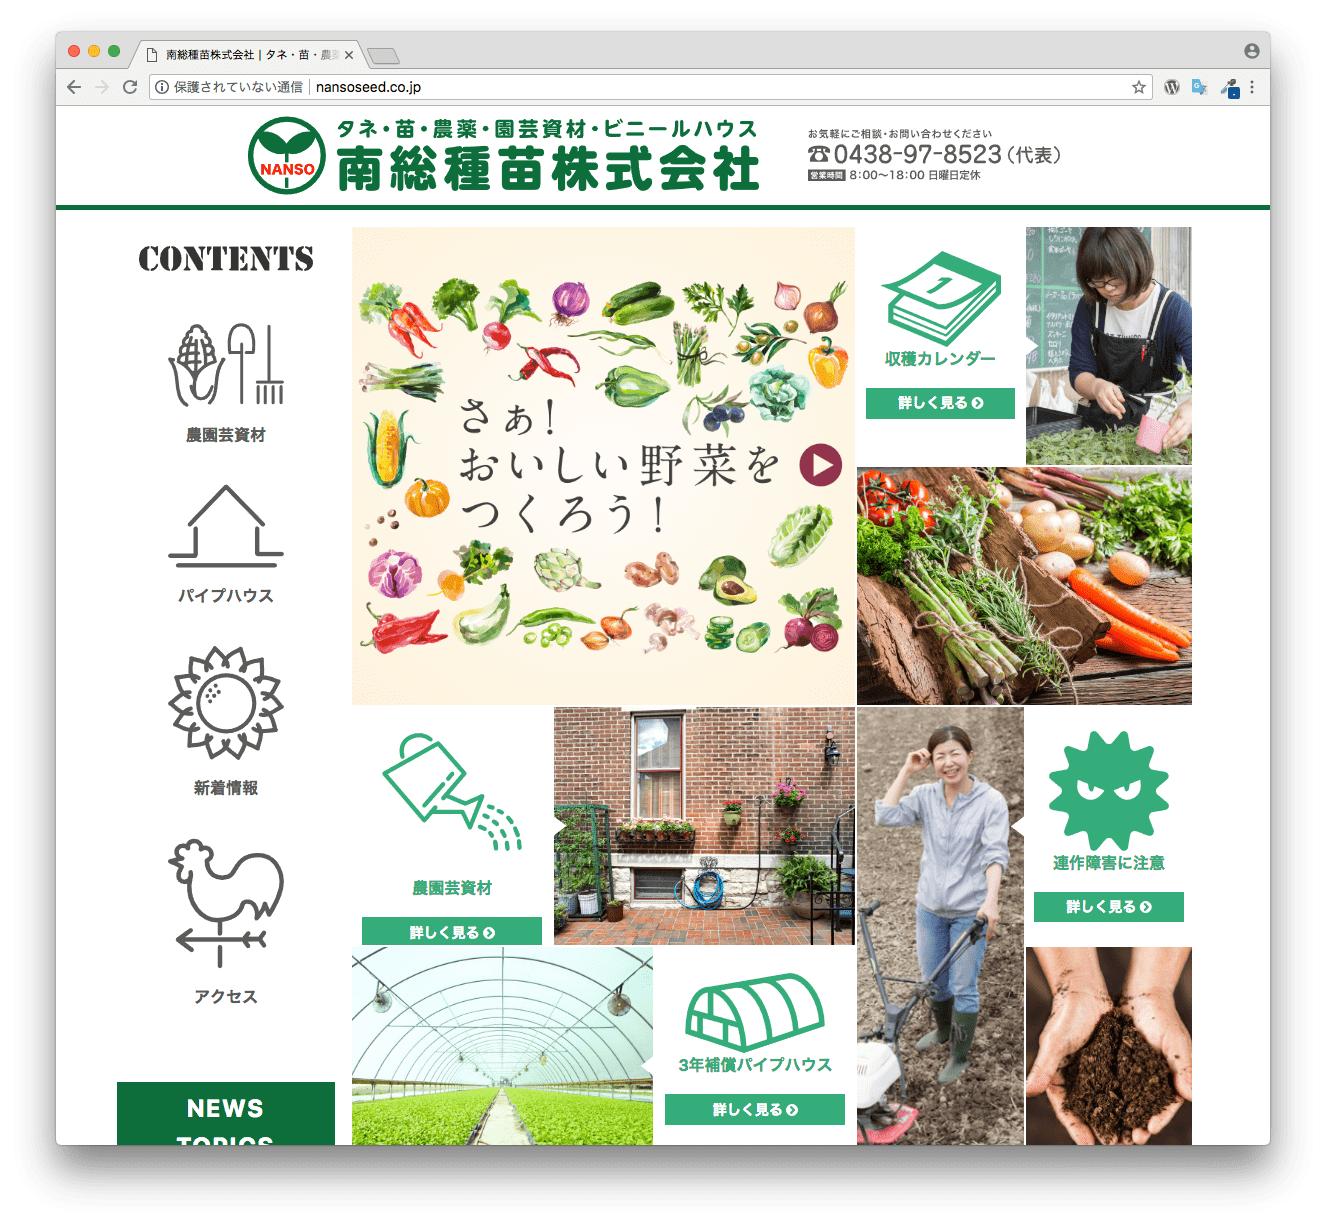 南総種苗株式会社 | タネ・苗・農
保護されていない通信
nansoseed.co.jp
NANSO
タネ・苗・農薬・園芸資材・ビニールハウス
南総種苗株式会社
お気軽にご相談・お問い合わせください
☎0438-97-8523（代表）
営業時間 8:00〜18:00 日曜日定休
CONTENTS
農園芸資材
パイプハウス
新着情報
アクセス
NEWS
TOPICS
さぁ！
おいしい野菜を
つくろう！
1
収穫カレンダー
詳しく見る
農園芸資材
詳しく見る
連作障害に注意
詳しく見る
3年補償パイプハウス
詳しく見る